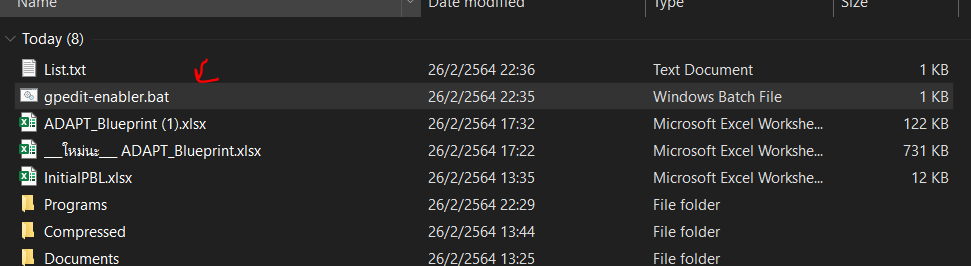 Name Date modified Type Size
Today (8)
List.txt 26/2/2564 22:36 Text Document 1 KB
gpedit-enabler.bat 26/2/2564 22:35 Windows Batch File 1 KB
ADAPT_Blueprint (1).xlsx 26/2/2564 17:32 Microsoft Excel Workshe... 122 KB
___ใหม่นะ___ ADAPT_Blueprint.xlsx 26/2/2564 17:22 Microsoft Excel Workshe... 731 KB
InitialPBL.xlsx 26/2/2564 13:35 Microsoft Excel Workshe... 12 KB
Programs 26/2/2564 22:29 File folder
Compressed 26/2/2564 13:44 File folder
Documents 26/2/2564 13:25 File folder